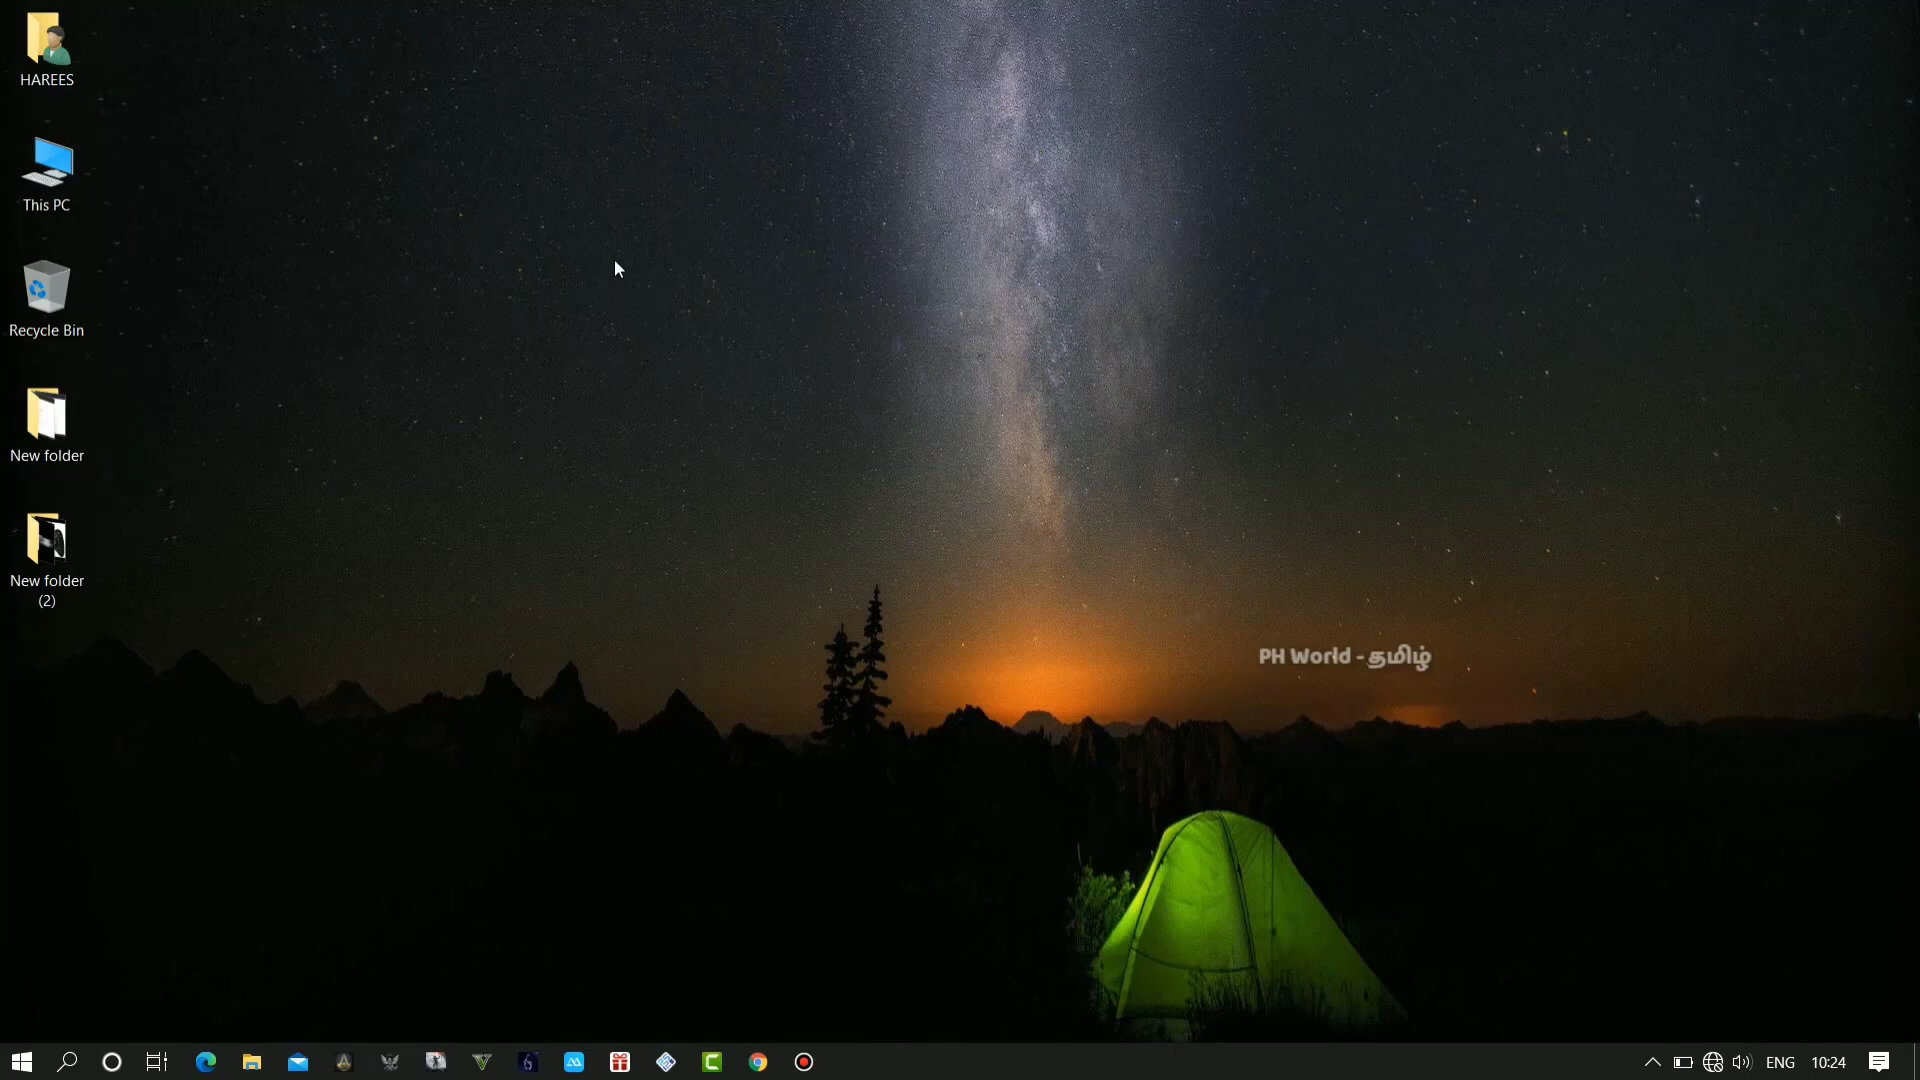 HAREES
This PC
Recycle Bin
New folder
New folder
(2)
PH World - தமிழ்
ENG
10:24